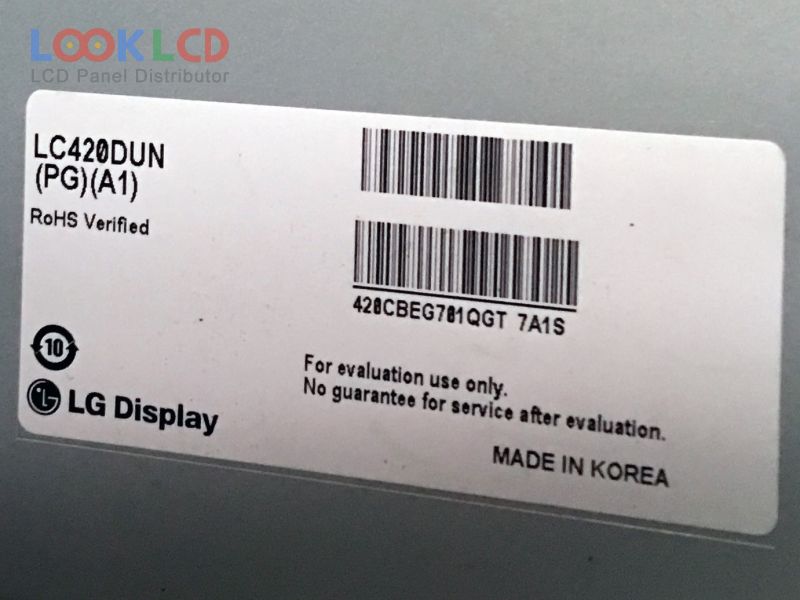 LOOKLCD
LCD Panel Distributor
LC420DUN
(PG)(A1)
RoHS Verified
420CBEG701QGT 7A1S
10
For evaluation use only.
No guarantee for service after evaluation.
LG Display
MADE IN KOREA